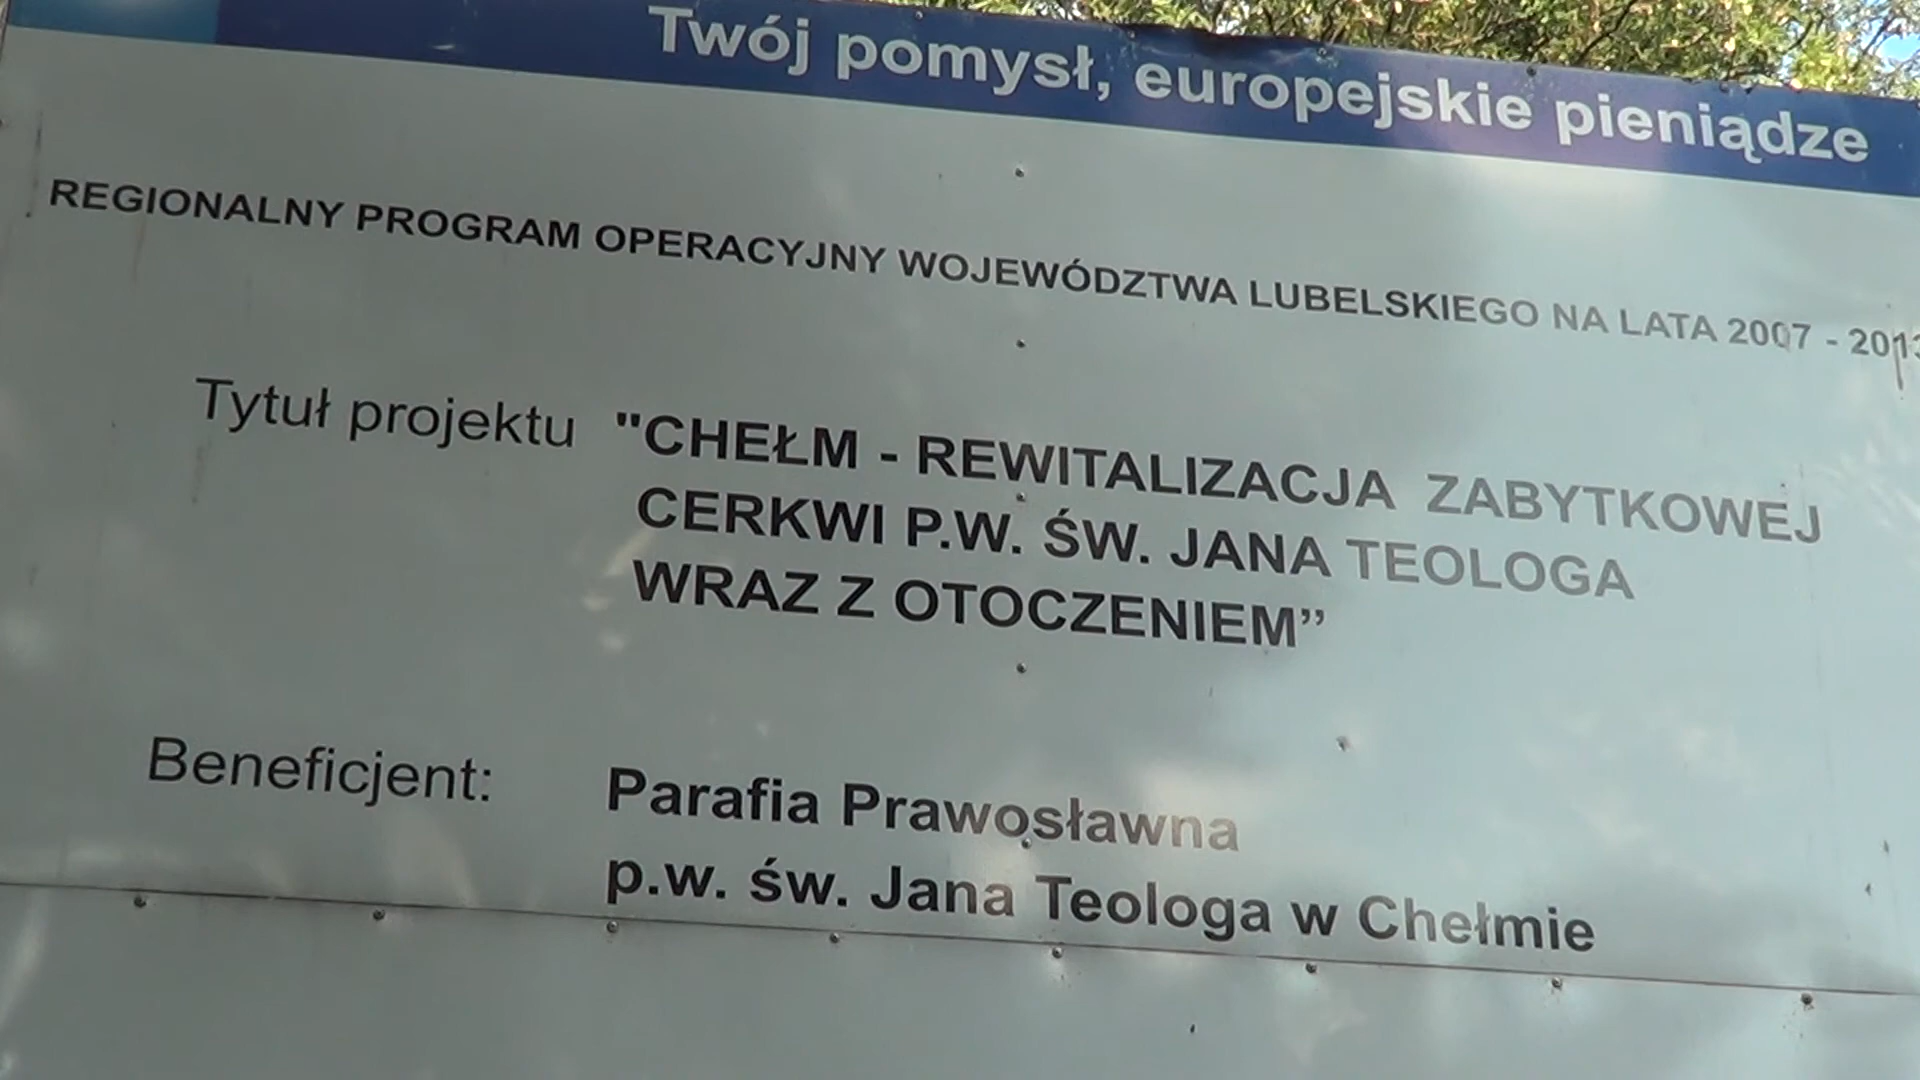 Twój pomysł, europejskie pieniądze
REGIONALNY PROGRAM OPERACYJNY WOJEWÓDZTWA LUBELSKIEGO NA LATA 2007 - 2013
Tytuł projektu "CHEŁM - REWITALIZACJA ZABYTKOWEJ
CERKWI P.W. ŚW. JANA TEOLOGA
WRAZ Z OTOCZENIEM”
Beneficjent: Parafia Prawosławna
p.w. św. Jana Teologa w Chełmie